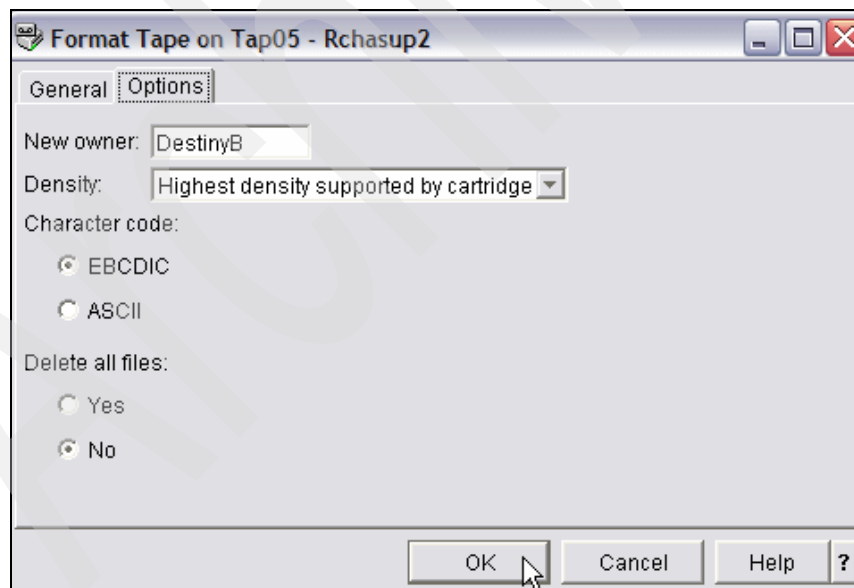 Format Tape on Tap05 - Rchasup2
General Options
New owner: DestinyB
Density: Highest density supported by cartridge
Character code:
EBCDIC
ASCII
Delete all files:
Yes
No
OK Cancel Help ?